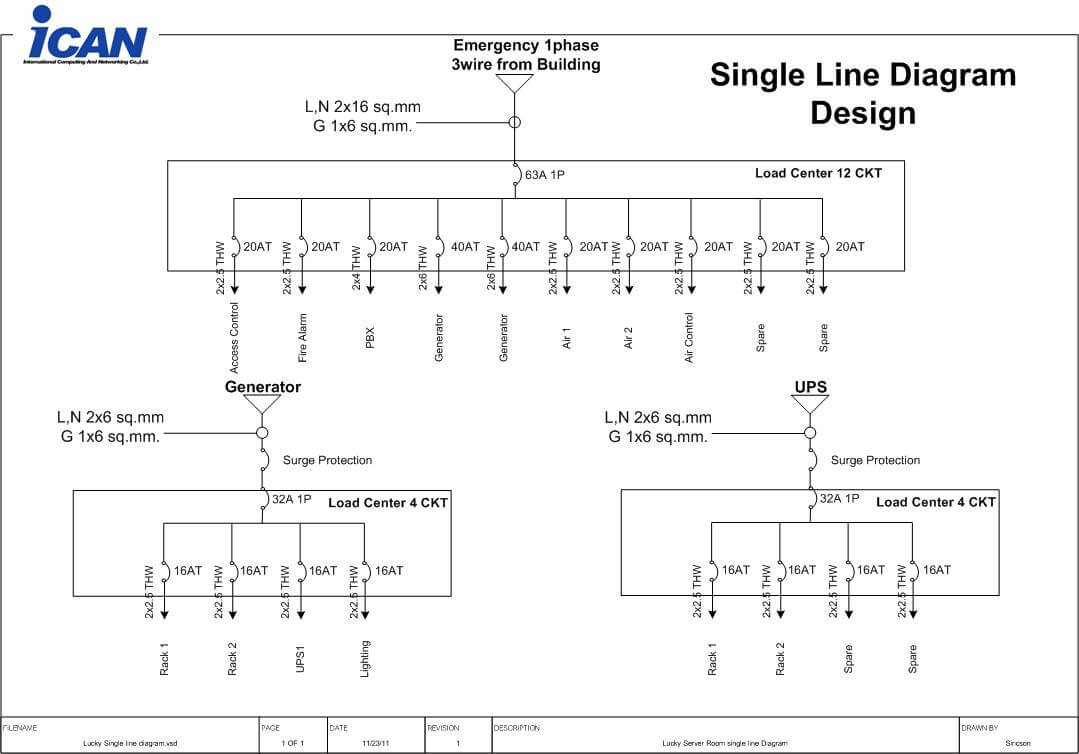 iCAN
International Computing And Networking Co.,Ltd.
Emergency 1phase
3wire from Building
Single Line Diagram
Design
L,N 2x16 sq.mm
G 1x6 sq.mm.
63A 1P
Load Center 12 CKT
2x2.5 THW
20AT
2x2.5 THW
20AT
2x4 THW
20AT
2x6 THW
40AT
2x6 THW
40AT
2x2.5 THW
20AT
2x2.5 THW
20AT
2x2.5 THW
20AT
2x2.5 THW
20AT
2x2.5 THW
20AT
Access Control
Fire Alarm
PBX
Generator
Generator
Air 1
Air 2
Air Control
Spare
Spare
Generator
L,N 2x6 sq.mm
G 1x6 sq.mm.
Surge Protection
32A 1P
Load Center 4 CKT
2x2.5 THW
16AT
2x2.5 THW
16AT
2x2.5 THW
16AT
2x2.5 THW
16AT
Rack 1
Rack 2
UPS1
Lighting
UPS
L,N 2x6 sq.mm
G 1x6 sq.mm.
Surge Protection
32A 1P
Load Center 4 CKT
2x2.5 THW
16AT
2x2.5 THW
16AT
2x2.5 THW
16AT
2x2.5 THW
16AT
Rack 1
Rack 2
Spare
Spare
FILENAME
Lucky Single line diagram.vsd
PAGE
1 OF 1
DATE
11/23/11
REVISION
1
DESCRIPTION
Lucky Server Room single line Diagram
DRAWN BY
Siricson